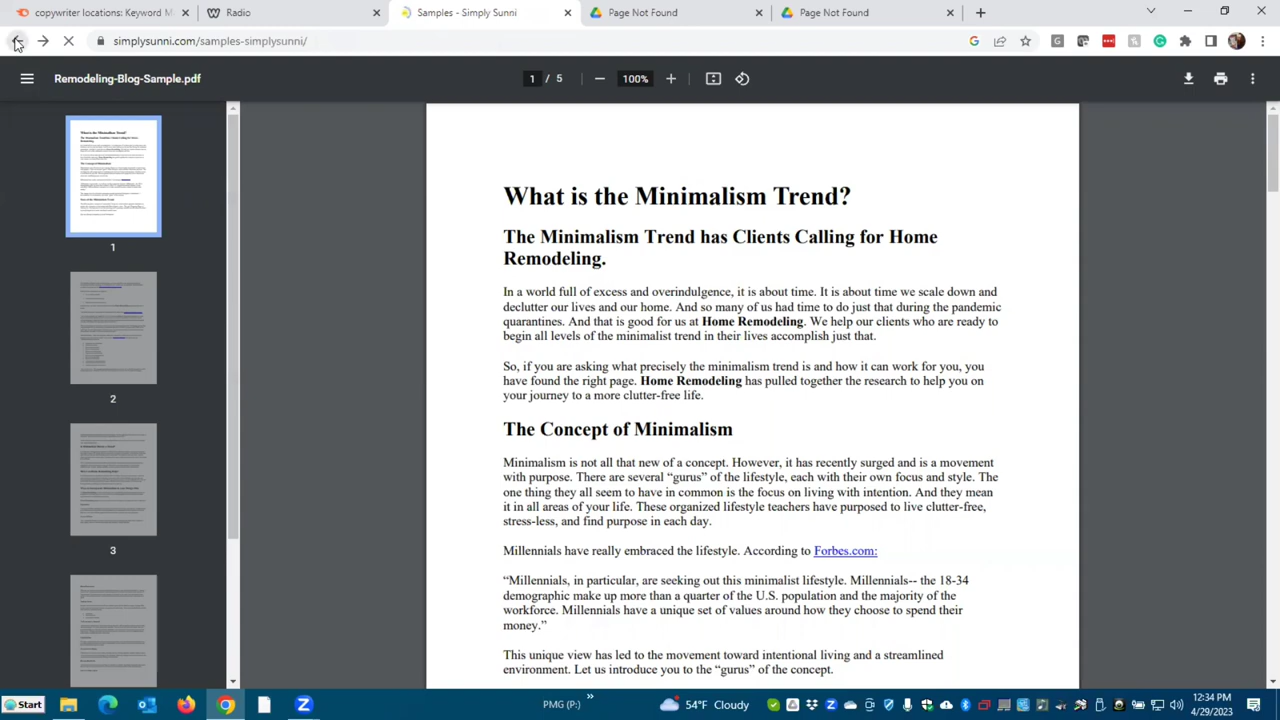 copywriter locations: Keyword M
Radio
Samples - Simply Sunni
Page Not Found
Page Not Found
simplysunni.com/samples-simplysunni/
Remodeling-Blog-Sample.pdf
1 / 5
100%
What is the Minimalism Trend?
The Minimalism Trend has Clients Calling for Home
Remodeling.
In a world full of excess and overindulgence, it is about time. It is about time we scale down and
declutter our lives and our home. And so many of us had time to do just that during the pandemic
quarantines. And that is good for us at Home Remodeling. We help our clients who are ready to
begin all levels of the minimalist trend in their lives accomplish just that.
So, if you are asking what precisely the minimalism trend is and how it can work for you, you
have found the right page. Home Remodeling has pulled together the research to help you on
your journey to a more clutter-free life.
The Concept of Minimalism
Minimalism is not all that new of a concept. However, it has recently surged and is a movement
with purpose. There are several “gurus” of the lifestyle, each with their own focus and style. The
one thing they all seem to have in common is the focus on living with intention. And they mean
it in all areas of your life. These organized lifestyle teachers have purposed to live clutter-free,
stress-less, and find purpose in each day.
Millennials have really embraced the lifestyle. According to Forbes.com:
“Millennials, in particular, are seeking out this minimalist lifestyle. Millennials-- the 18-34
demographic make up more than a quarter of the U.S. population and the majority of the
workforce. Millennials have a unique set of values around how they choose to spend their
money.”
This unique view has led to the movement toward intentional living and a streamlined
environment. Let us introduce you to the “gurus” of the concept.
1
2
3
Start
PMG (P:)
»
54°F Cloudy
12:34 PM
4/29/2023